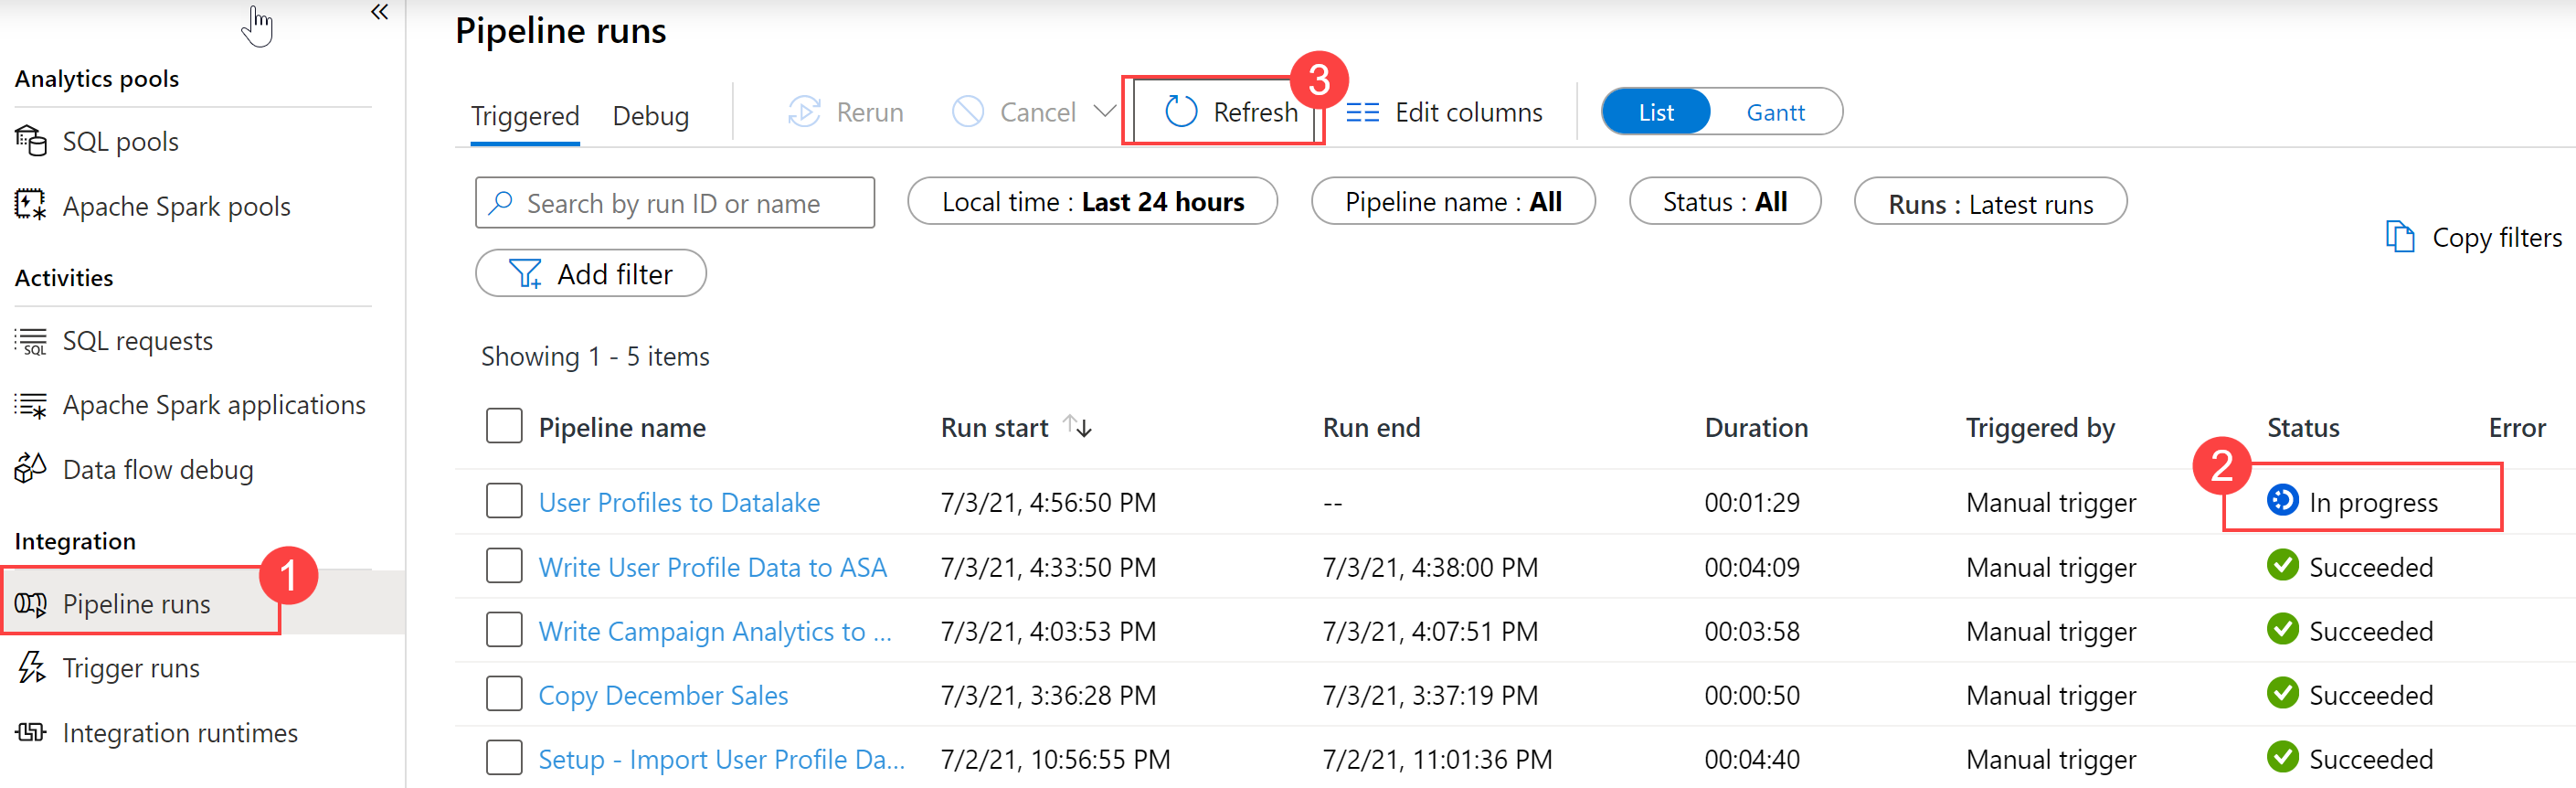 «
Analytics pools
SQL pools
Apache Spark pools
Activities
SQL
SQL requests
Apache Spark applications
Data flow debug
Integration
1
Pipeline runs
Trigger runs
Integration runtimes
Pipeline runs
Triggered Debug Rerun Cancel Refresh 3 Edit columns List Gantt
Search by run ID or name Local time : Last 24 hours Pipeline name : All Status : All Runs : Latest runs
Copy filters
Add filter
Showing 1 - 5 items
Pipeline name Run start ↑↓ Run end Duration Triggered by Status Error
2
User Profiles to Datalake 7/3/21, 4:56:50 PM -- 00:01:29 Manual trigger In progress
Write User Profile Data to ASA 7/3/21, 4:33:50 PM 7/3/21, 4:38:00 PM 00:04:09 Manual trigger Succeeded
Write Campaign Analytics to ... 7/3/21, 4:03:53 PM 7/3/21, 4:07:51 PM 00:03:58 Manual trigger Succeeded
Copy December Sales 7/3/21, 3:36:28 PM 7/3/21, 3:37:19 PM 00:00:50 Manual trigger Succeeded
Setup - Import User Profile Da... 7/2/21, 10:56:55 PM 7/2/21, 11:01:36 PM 00:04:40 Manual trigger Succeeded